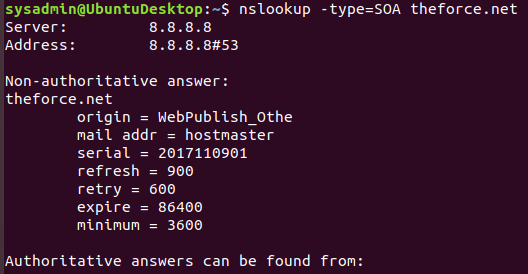 sysadmin@UbuntuDesktop:~$ nslookup -type=SOA theforce.net
Server:         8.8.8.8
Address:        8.8.8.8#53

Non-authoritative answer:
theforce.net
        origin = WebPublish_Othe
        mail addr = hostmaster
        serial = 2017110901
        refresh = 900
        retry = 600
        expire = 86400
        minimum = 3600

Authoritative answers can be found from: